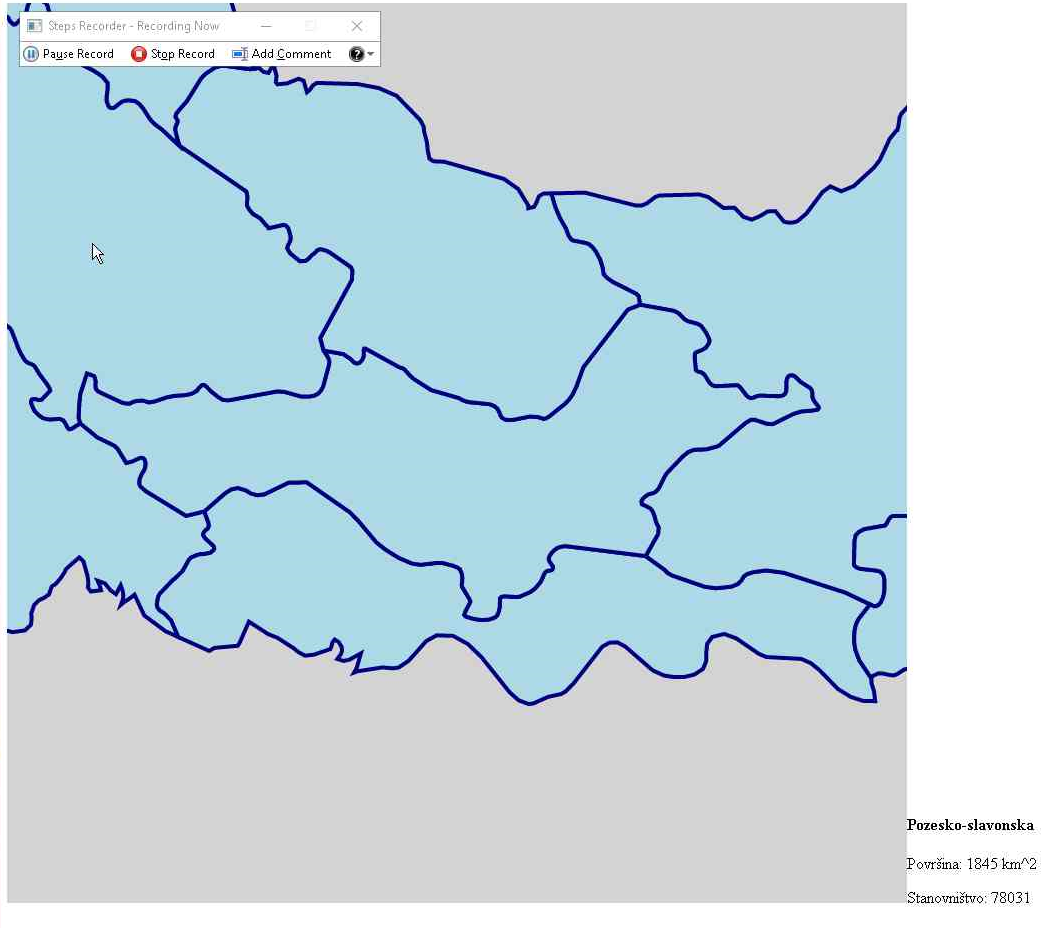 Steps Recorder - Recording Now
Pause Record Stop Record Add Comment
Pozesko-slavonska
Površina: 1845 km^2
Stanovništvo: 78031